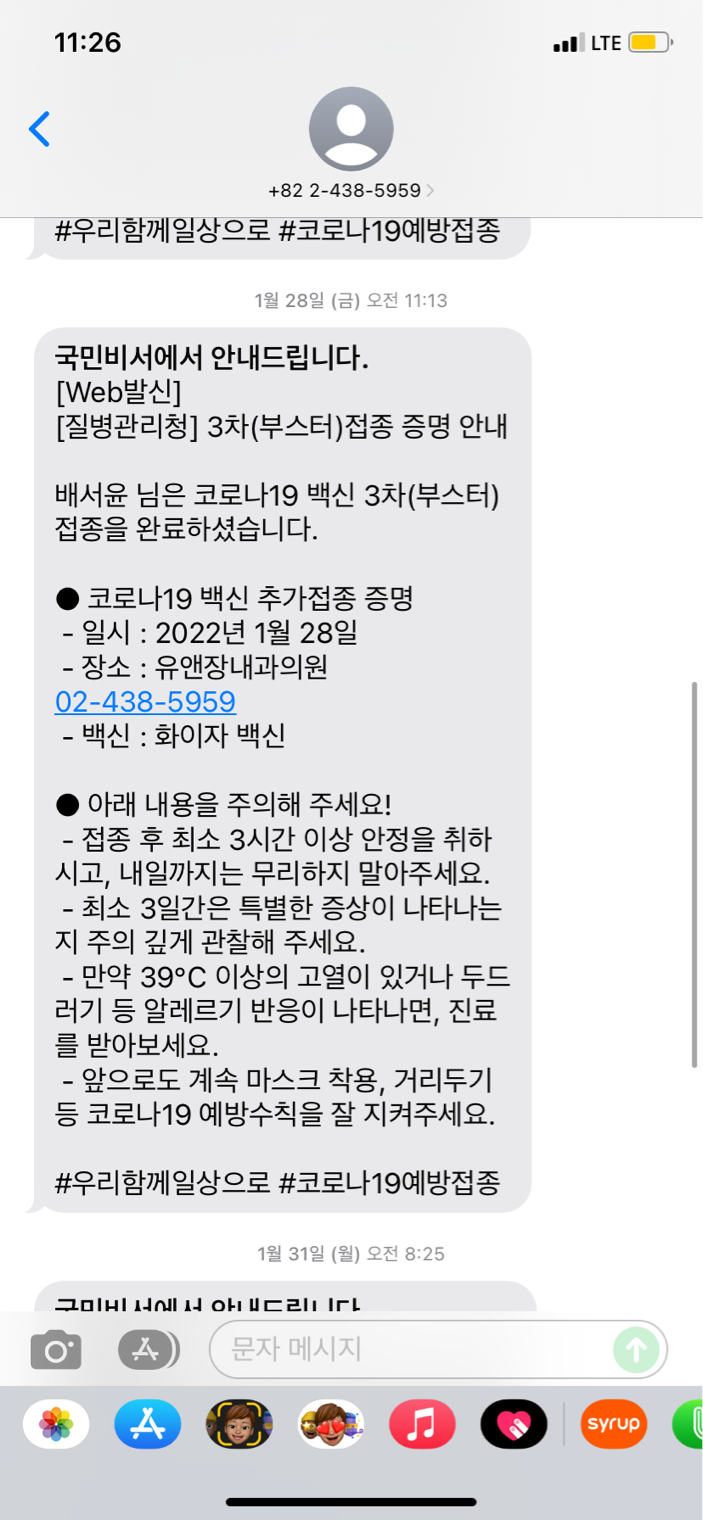 11:26
LTE
+82 2-438-5959
#우리함께일상으로 #코로나19예방접종
1월 28일 (금) 오전 11:13
국민비서에서 안내드립니다.
[Web발신]
[질병관리청] 3차(부스터)접종 증명 안내
배서윤 님은 코로나19 백신 3차(부스터)
접종을 완료하셨습니다.
● 코로나19 백신 추가접종 증명
- 일시 : 2022년 1월 28일
- 장소 : 유앤장내과의원
02-438-5959
- 백신 : 화이자 백신
● 아래 내용을 주의해 주세요!
- 접종 후 최소 3시간 이상 안정을 취하
시고, 내일까지는 무리하지 말아주세요.
- 최소 3일간은 특별한 증상이 나타나는
지 주의 깊게 관찰해 주세요.
- 만약 39°C 이상의 고열이 있거나 두드
러기 등 알레르기 반응이 나타나면, 진료
를 받아보세요.
- 앞으로도 계속 마스크 착용, 거리두기
등 코로나19 예방수칙을 잘 지켜주세요.
#우리함께일상으로 #코로나19예방접종
1월 31일 (월) 오전 8:25
국민비서에서 안내드립니다
문자 메시지
syrup